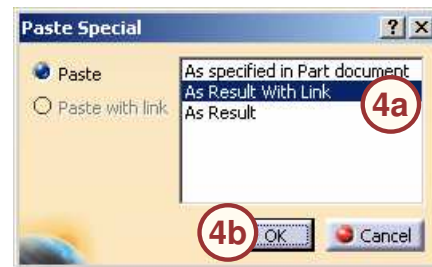 Paste Special
Paste
Paste with link
As specified in Part document
As Result With Link
As Result
4a
4b
OK
Cancel